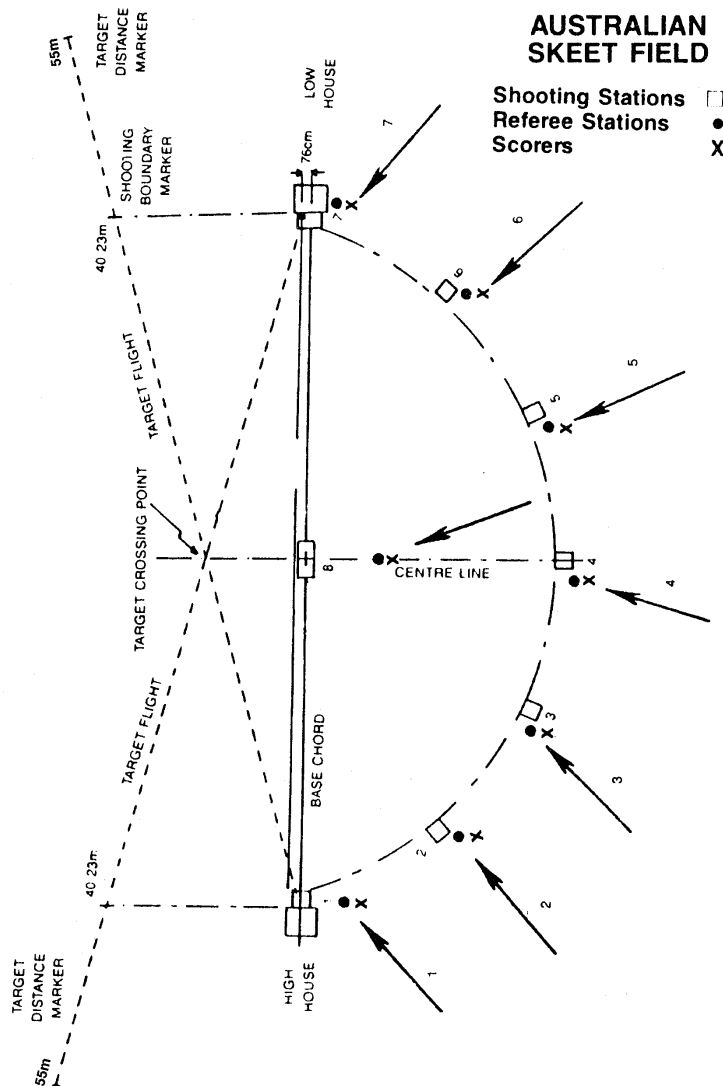 AUSTRALIAN
SKEET FIELD
Shooting Stations
Referee Stations
Scorers X
55m
TARGET
DISTANCE
MARKER
SHOOTING
BOUNDARY
MARKER
40 23m
LOW
HOUSE
76cm
7
7
X
TARGET FLIGHT
6
6
X
TARGET CROSSING POINT
5
5
X
8
X
CENTRE LINE
4
X
4
TARGET FLIGHT
BASE CHORD
3
X
3
2
X
2
40 23m
1
X
1
HIGH
HOUSE
TARGET
DISTANCE
MARKER
55m